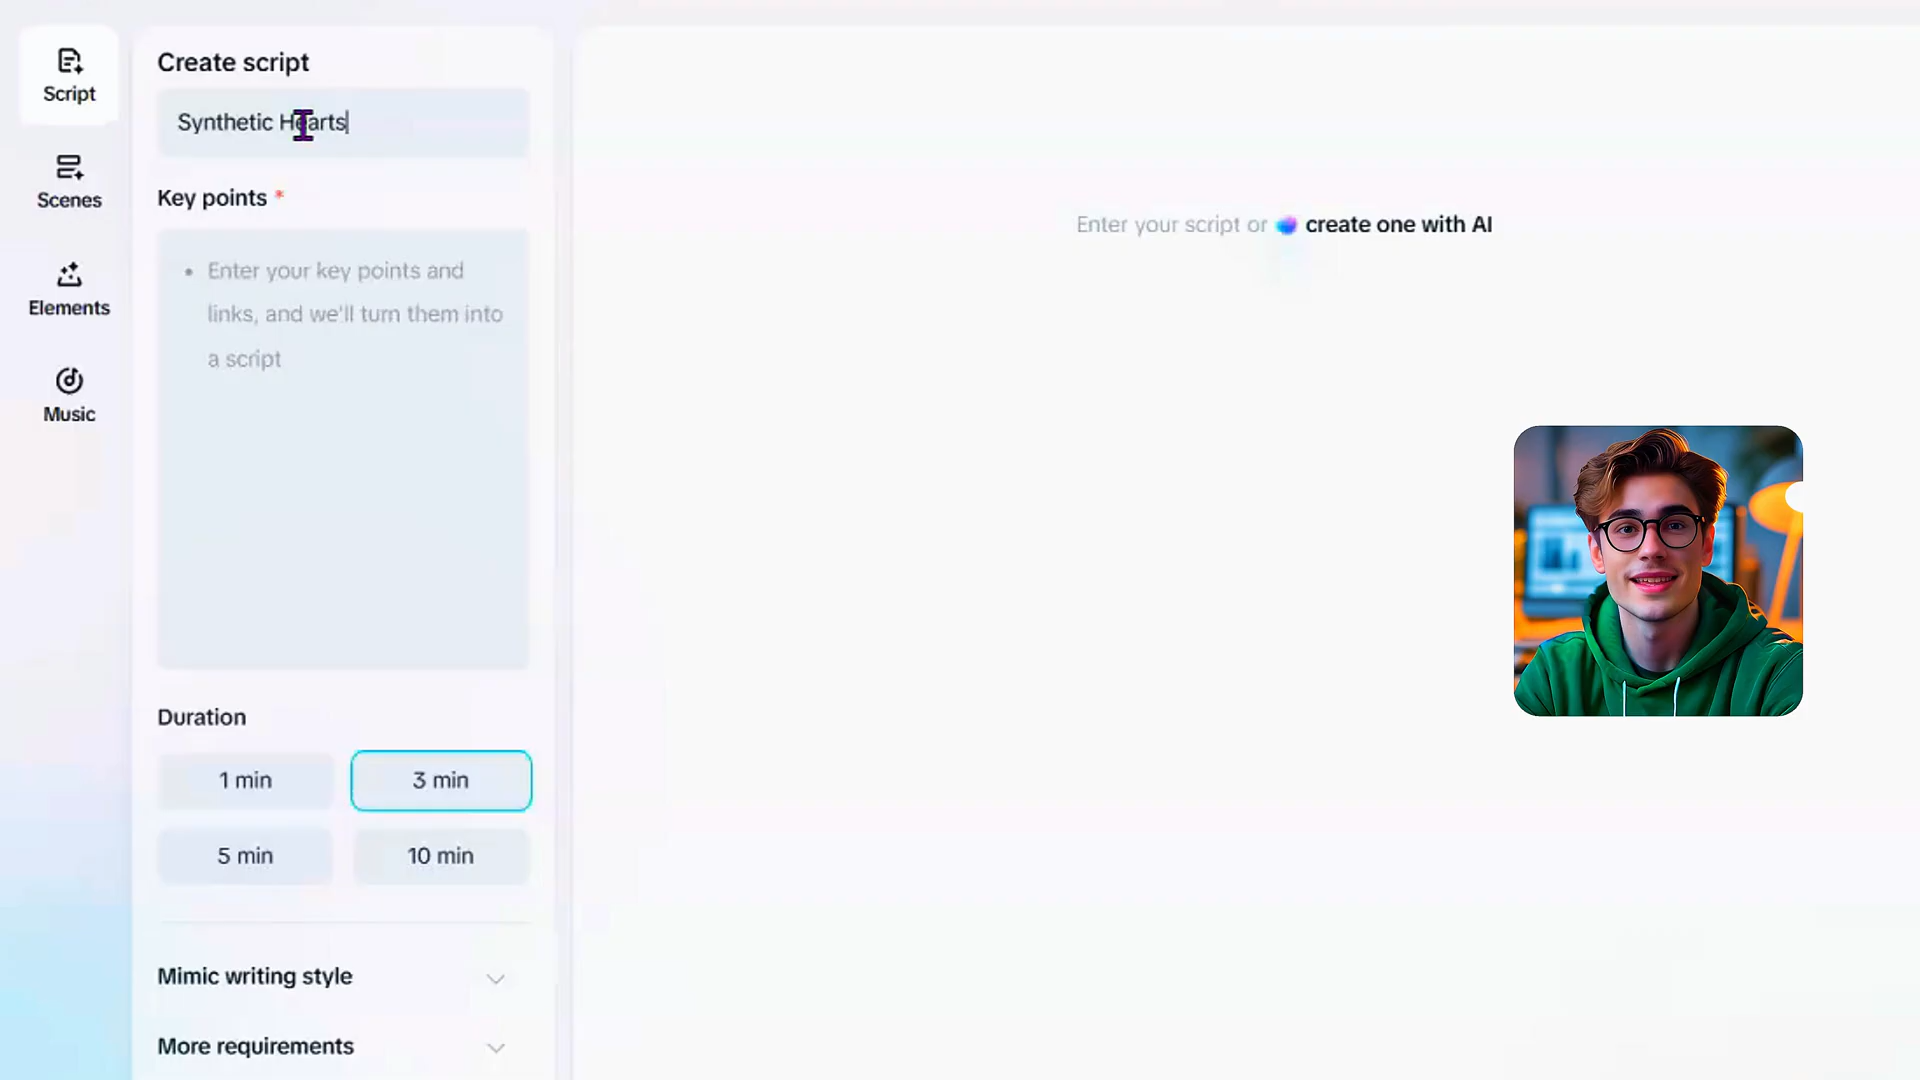 Script
Scenes
Elements
Music
Create script
Synthetic Hearts
Key points *
Enter your key points and
links, and we'll turn them into
a script
Duration
1 min
3 min
5 min
10 min
Mimic writing style
More requirements
Enter your script or create one with AI